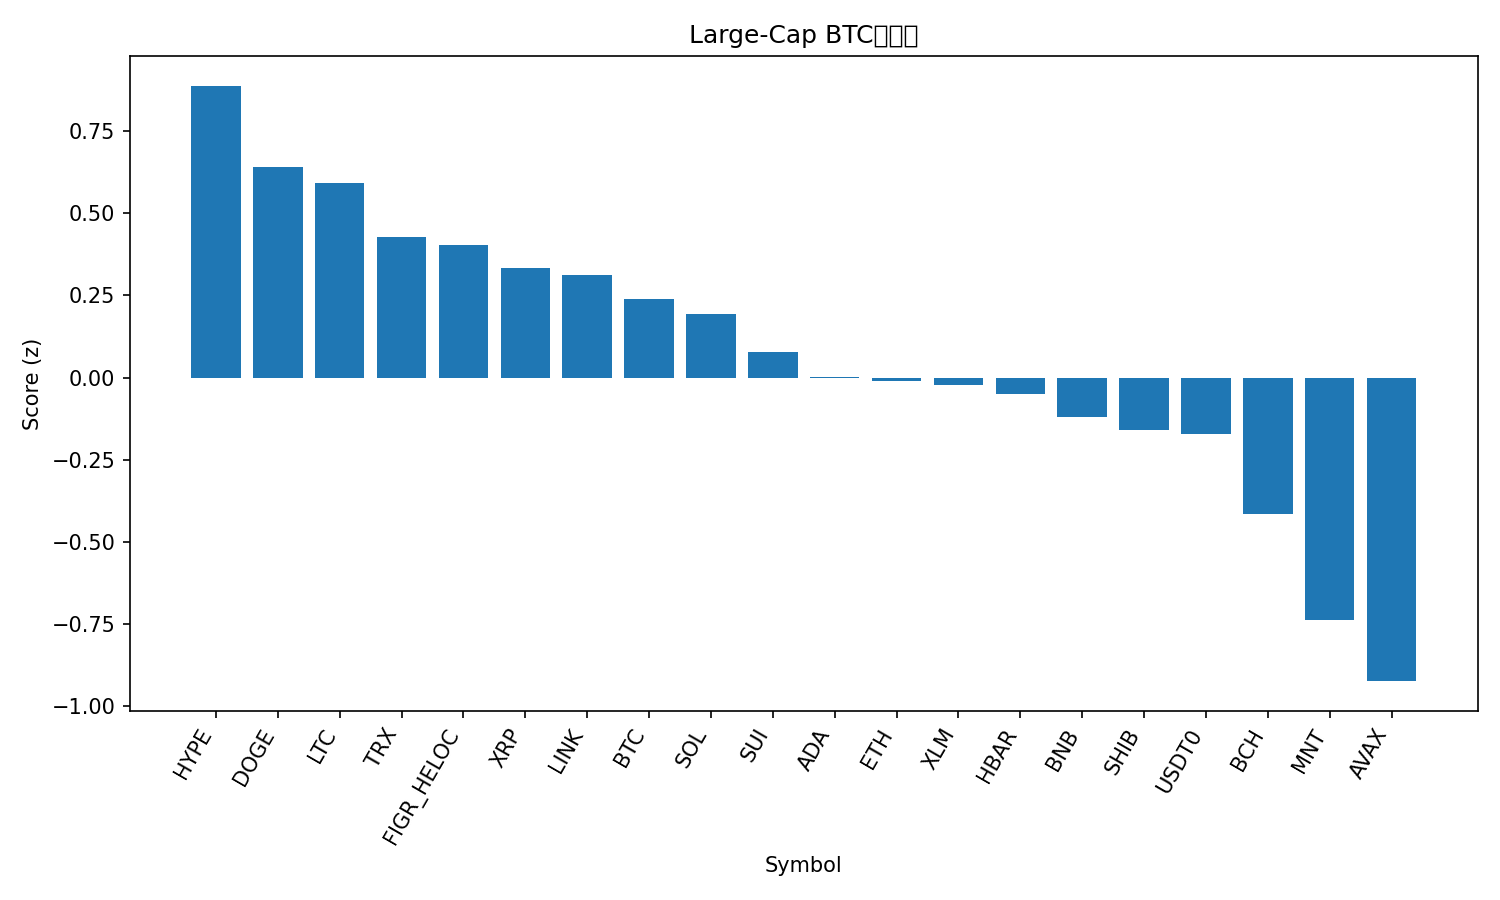 Large-Cap BTC
0.75
0.50
0.25
0.00
−0.25
−0.50
−0.75
−1.00
Score (z)
HYPE
DOGE
LTC
TRX
FIGR_HELOC
XRP
LINK
BTC
SOL
SUI
ADA
ETH
XLM
HBAR
BNB
SHIB
USDT0
BCH
MNT
AVAX
Symbol